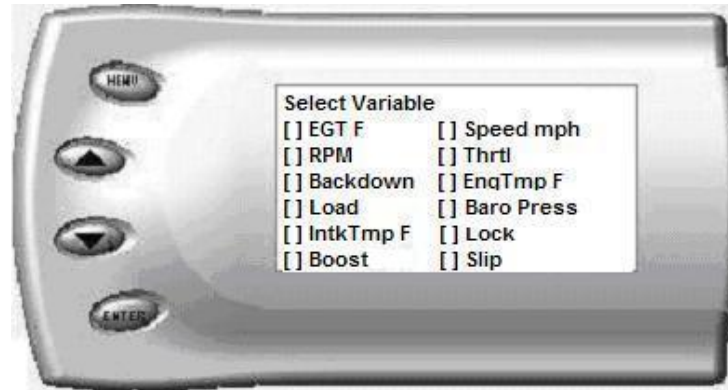 MENU
Select Variable
[ ] EGT F [ ] Speed mph
[ ] RPM [ ] Thrtl
[ ] Backdown [ ] EngTmp F
[ ] Load [ ] Baro Press
[ ] IntkTmp F [ ] Lock
[ ] Boost [ ] Slip
ENTER